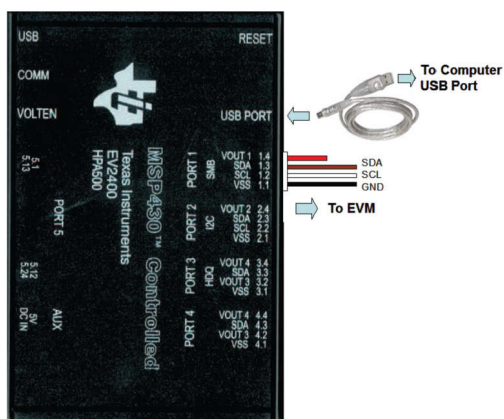 USB
RESET
COMM
VOLTEN
USB PORT
To Computer
USB Port
Texas Instruments
EV2400
HPA500
MSP430™ Controlled
5.1
5.13
PORT 5
5.12
5.24
AUX
5V
DC IN
PORT 1
SMB
VOUT 1 1.4
SDA 1.3
SCL 1.2
VSS 1.1
PORT 2
I2C
VOUT 2 2.4
SDA 2.3
SCL 2.2
VSS 2.1
PORT 3
HDQ
VOUT 4 3.4
SDA 3.3
VOUT 3 3.2
VSS 3.1
PORT 4
VOUT 4 4.4
SDA 4.3
VOUT 3 4.2
VSS 4.1
SDA
SCL
GND
To EVM